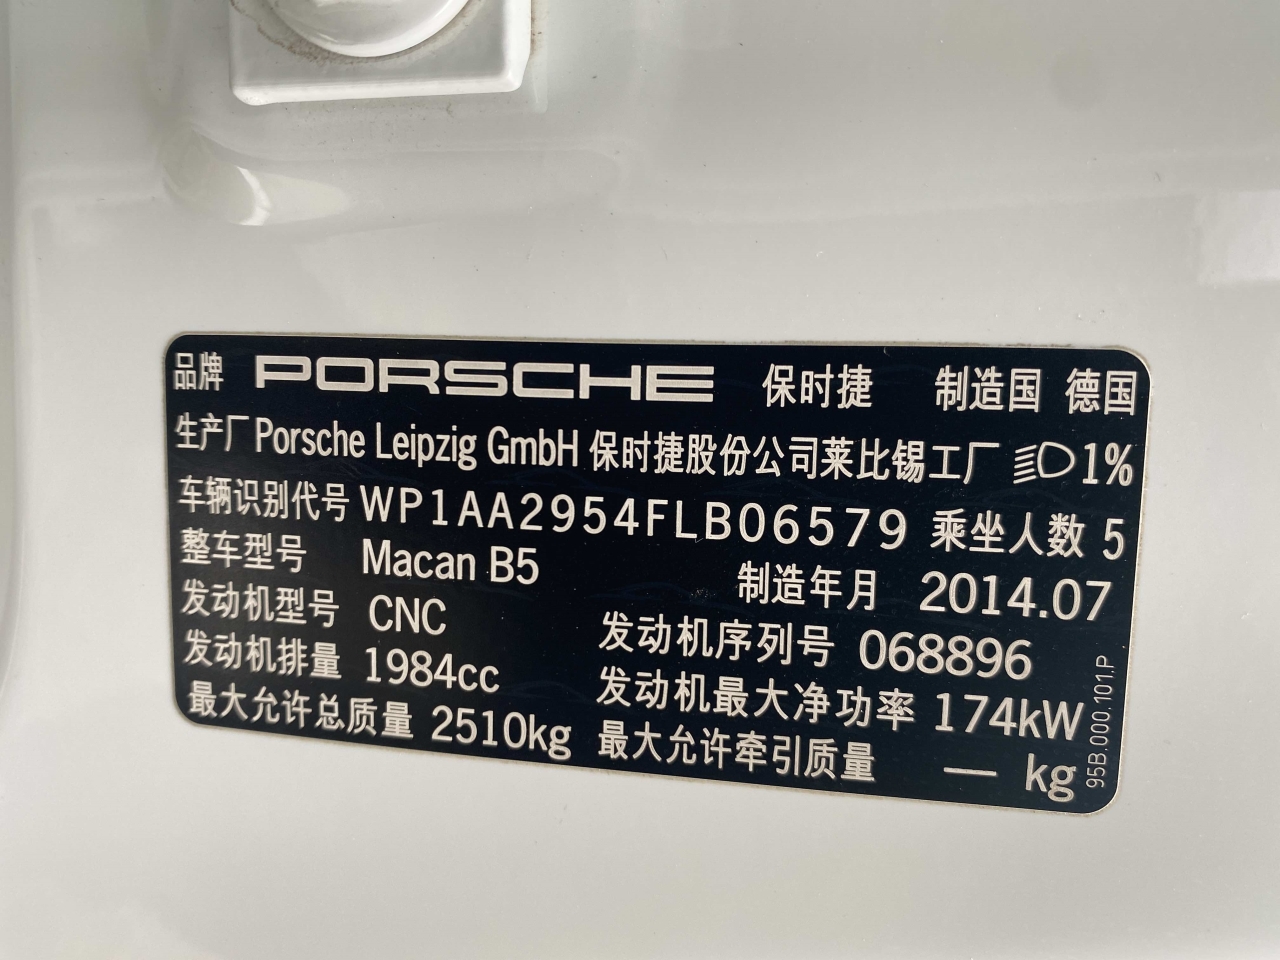 品牌 PORSCHE 保时捷 制造国 德国
生产厂 Porsche Leipzig GmbH 保时捷股份公司莱比锡工厂 1%
车辆识别代号 WP1AA2954FLB06579 乘坐人数 5
整车型号 Macan B5 制造年月 2014.07
发动机型号 CNC 发动机序列号 068896
发动机排量 1984cc 发动机最大净功率 174kW
最大允许总质量 2510kg 最大允许牵引质量 — kg
95B.000.101.P